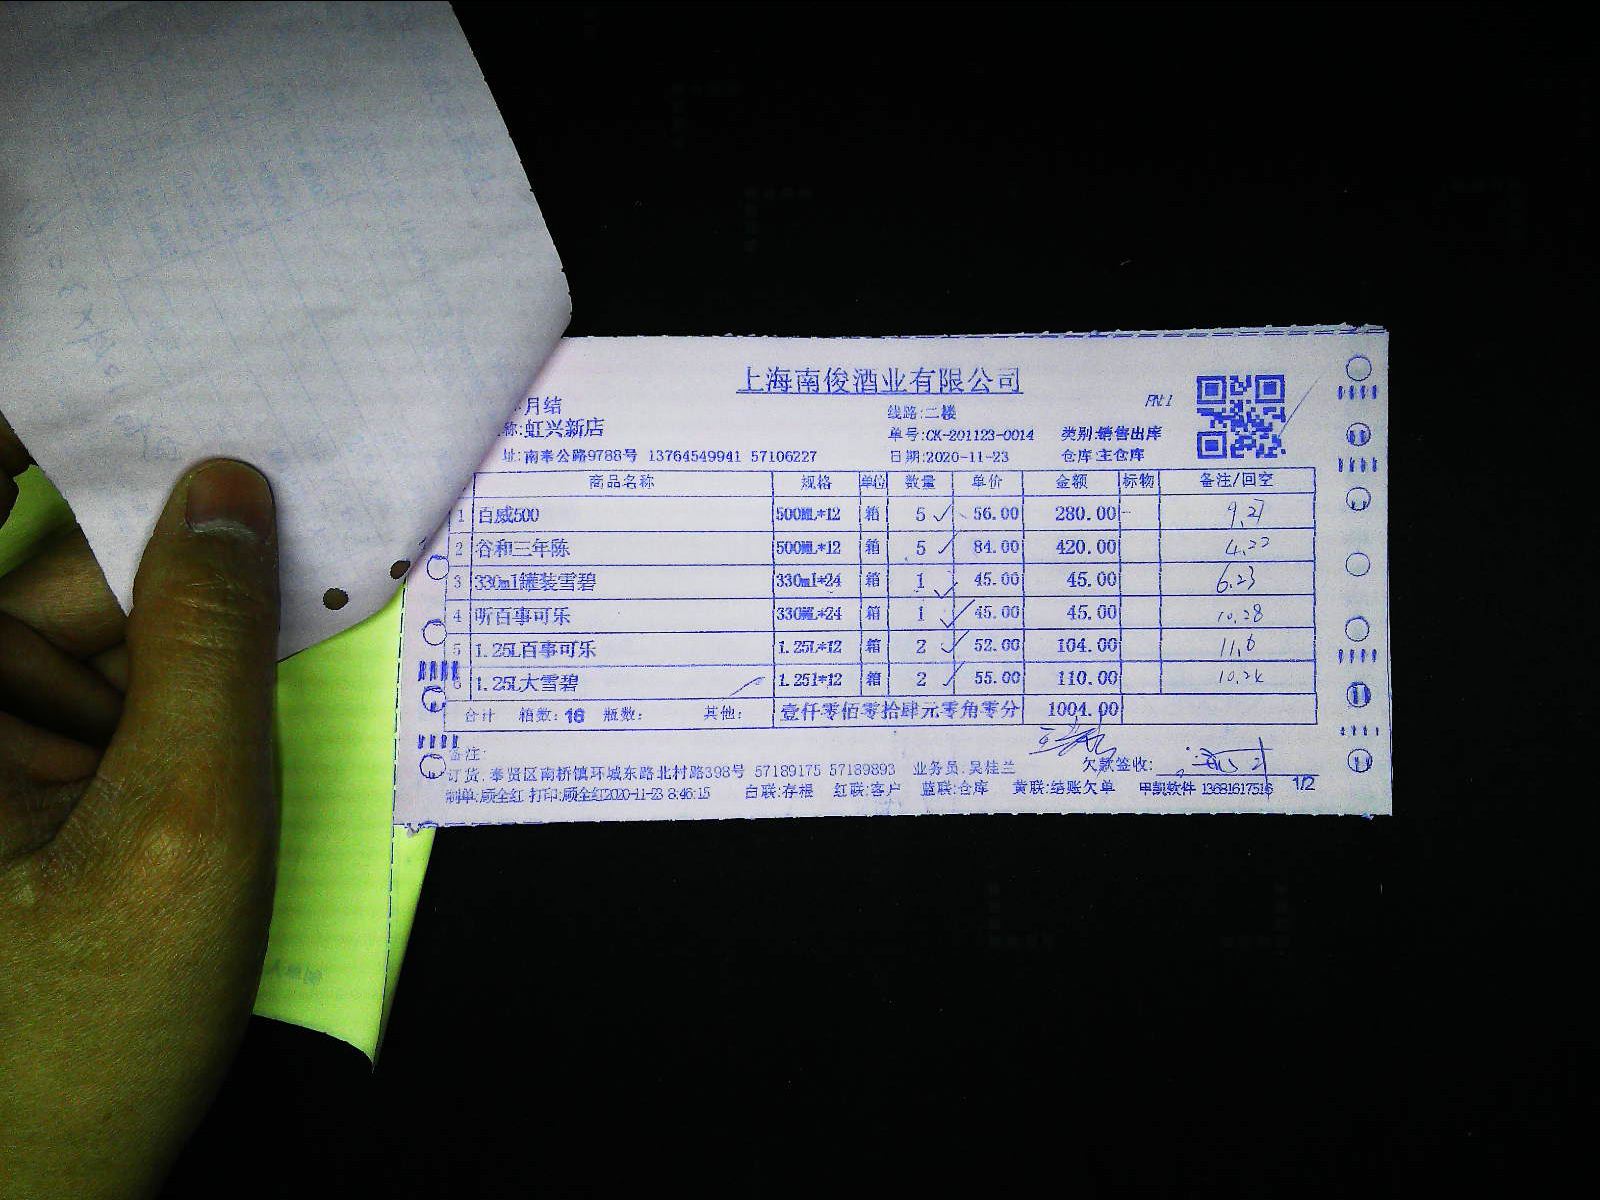 上海南俊酒业有限公司
月结 线路:二楼 PN:1
称:虹兴新店 单号:CK-201123-0014 类别:销售出库
址:南奉公路9788号 13764549941 57106227 日期:2020-11-23 仓库:主仓库
商品名称 规格 单位 数量 单价 金额 标物 备注/回空
1 百威500 500ML*12 箱 5 56.00 280.00 9.27
2 谷和三年陈 500ML*12 箱 5 84.00 420.00 4.22
3 330ml罐装雪碧 330ml*24 箱 1 45.00 45.00 6.23
4 听百事可乐 330ML*24 箱 1 45.00 45.00 10.28
5 1.25L百事可乐 1.25L*12 箱 2 52.00 104.00 11.6
6 1.25L大雪碧 1.25l*12 箱 2 55.00 110.00 10.24
合计 箱数: 16 瓶数: 其他: 壹仟零佰零拾肆元零角零分 1004.00
备注:
订货.奉贤区南桥镇环城东路北村路398号 57189175 57189893 业务员.吴桂兰 欠款签收:
制单:顾全红 打印:顾全红2020-11-23 8:46:15 白联:存根 红联:客户 蓝联:仓库 黄联:结账欠单 甲凯软件 13681617516 1/2